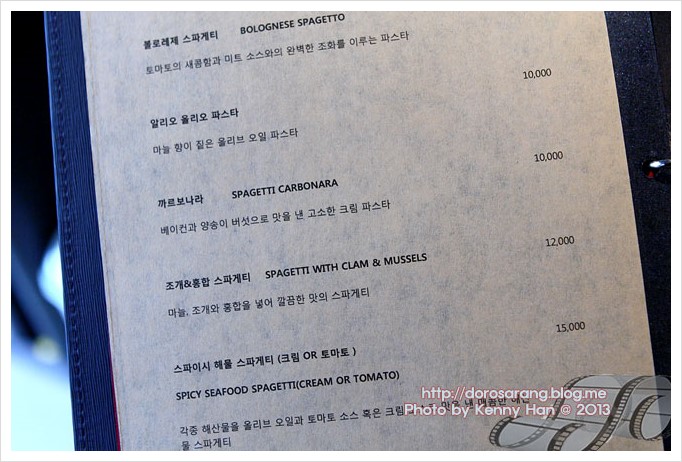 볼로레제 스파게티 BOLOGNESE SPAGETTO
토마토의 새콤함과 미트 소스와의 완벽한 조화를 이루는 파스타
10,000
알리오 올리오 파스타
마늘 향이 짙은 올리브 오일 파스타
10,000
까르보나라 SPAGETTI CARBONARA
베이컨과 양송이 버섯으로 맛을 낸 고소한 크림 파스타
12,000
조개&홍합 스파게티 SPAGETTI WITH CLAM & MUSSELS
마늘, 조개와 홍합을 넣어 깔끔한 맛의 스파게티
15,000
스파이시 해물 스파게티 (크림 OR 토마토 )
SPICY SEAFOOD SPAGETTI(CREAM OR TOMATO)
각종 해산물을 올리브 오일과 토마토 소스 혹은 크림
물 스파게티
http://dorosarang.blog.me
Photo by Kenny Han @ 2013